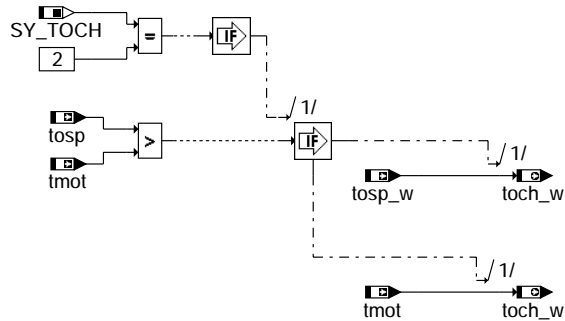 SY_TOCH
=
2
IF
/1/
tosp
>
IF
tmot
/1/
tosp_w
toch_w
/1/
tmot
toch_w